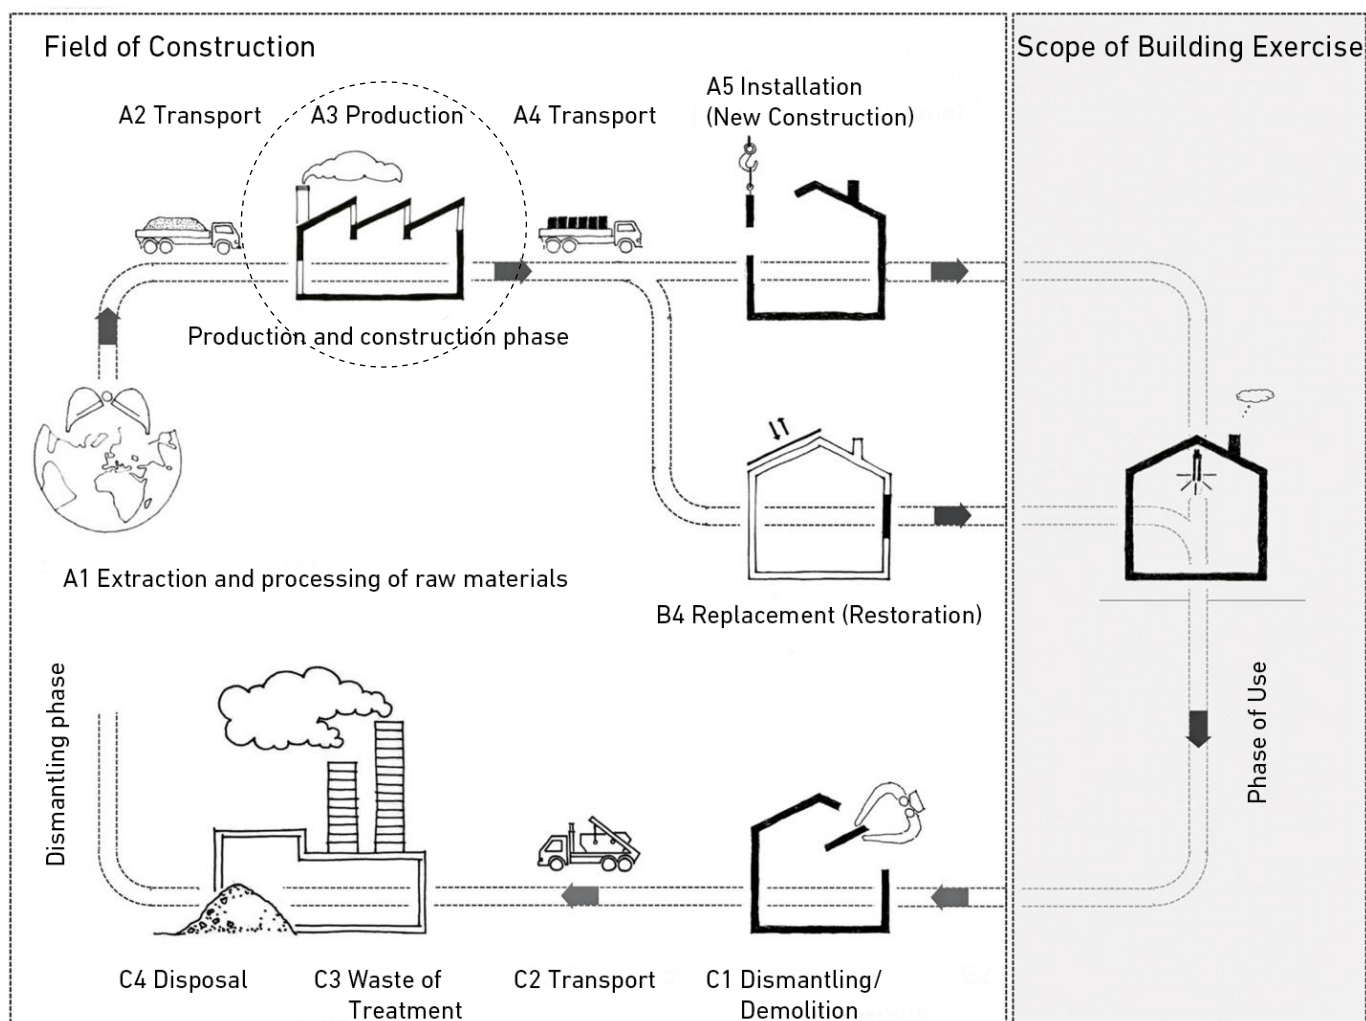 Field of Construction
Scope of Building Exercise
A2 Transport
A3 Production
A4 Transport
A5 Installation
(New Construction)
Production and construction phase
A1 Extraction and processing of raw materials
B4 Replacement (Restoration)
Dismantling phase
Phase of Use
C4 Disposal
C3 Waste of
Treatment
C2 Transport
C1 Dismantling/
Demolition